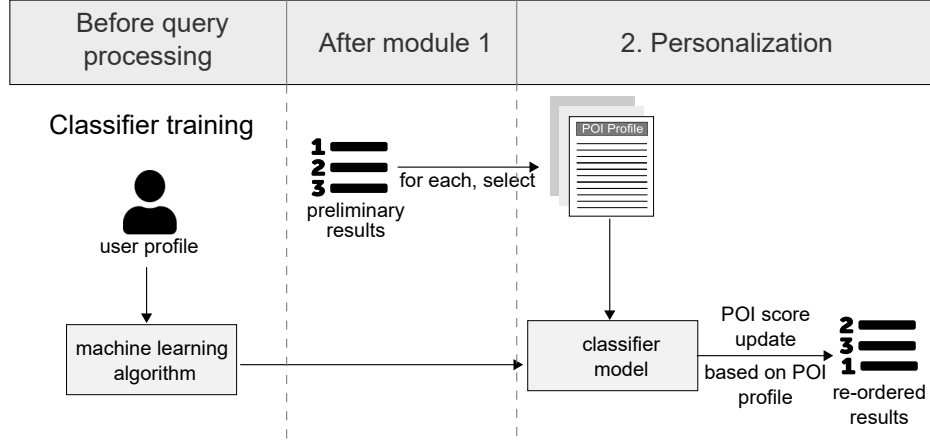 Before query
processing
After module 1
2. Personalization
Classifier training
user profile
machine learning
algorithm
1
2
3
preliminary
results
for each, select
POI Profile
classifier
model
POI score
update
based on POI
profile
2
3
1
re-ordered
results